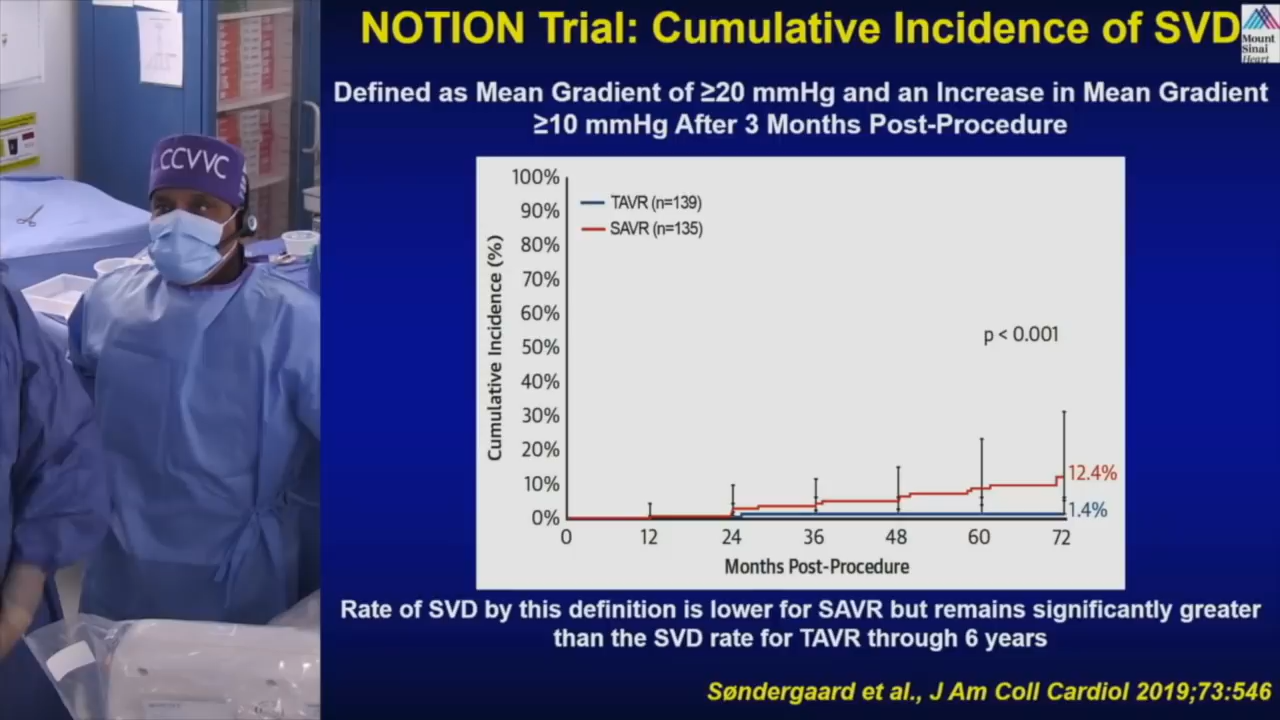 NOTION Trial: Cumulative Incidence of SVD
Mount
Sinai
Heart
Defined as Mean Gradient of ≥20 mmHg and an Increase in Mean Gradient
≥10 mmHg After 3 Months Post-Procedure
CCVVC
100%
90%
80%
70%
60%
50%
40%
30%
20%
10%
0%
Cumulative Incidence (%)
TAVR (n=139)
SAVR (n=135)
p < 0.001
12.4%
1.4%
0 12 24 36 48 60 72
Months Post-Procedure
Rate of SVD by this definition is lower for SAVR but remains significantly greater
than the SVD rate for TAVR through 6 years
Søndergaard et al., J Am Coll Cardiol 2019;73:546